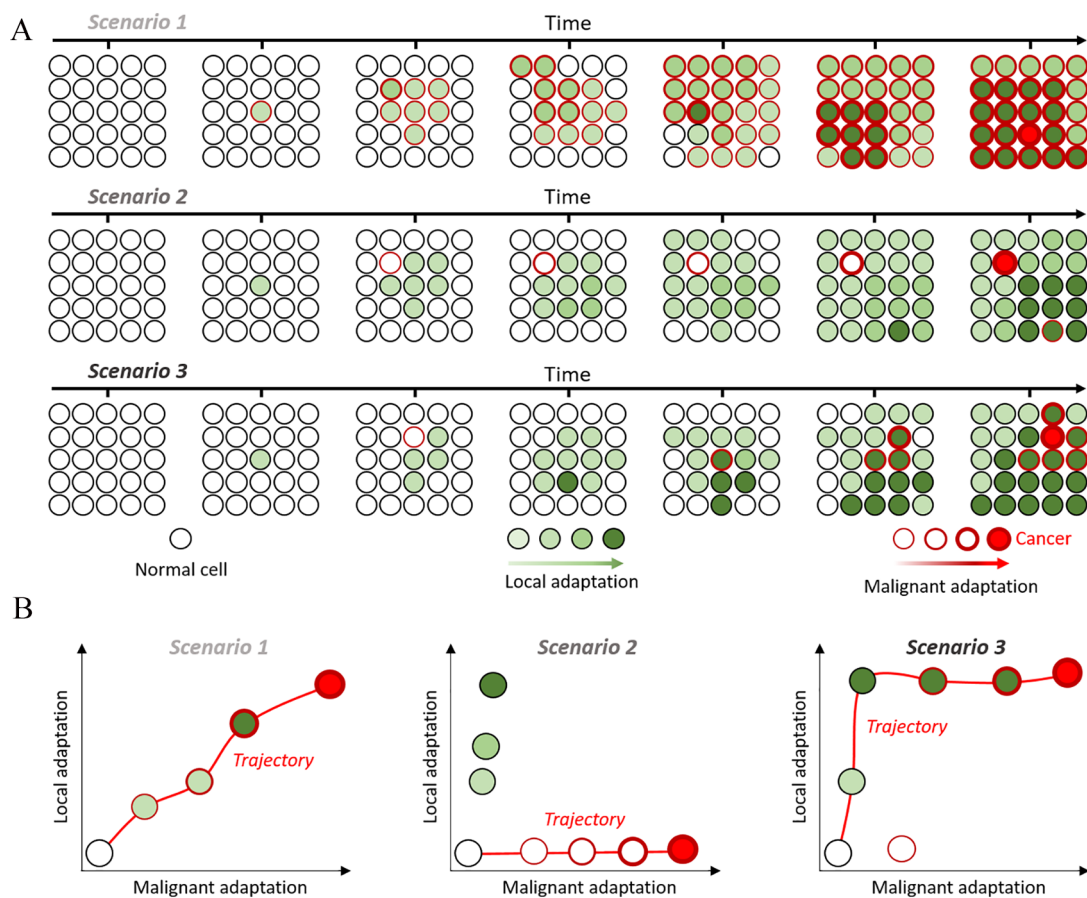 A
Scenario 1
Time
Scenario 2
Time
Scenario 3
Time
Normal cell
Local adaptation
Cancer
Malignant adaptation
B
Scenario 1
Local adaptation
Trajectory
Malignant adaptation
Scenario 2
Local adaptation
Trajectory
Malignant adaptation
Scenario 3
Local adaptation
Trajectory
Malignant adaptation